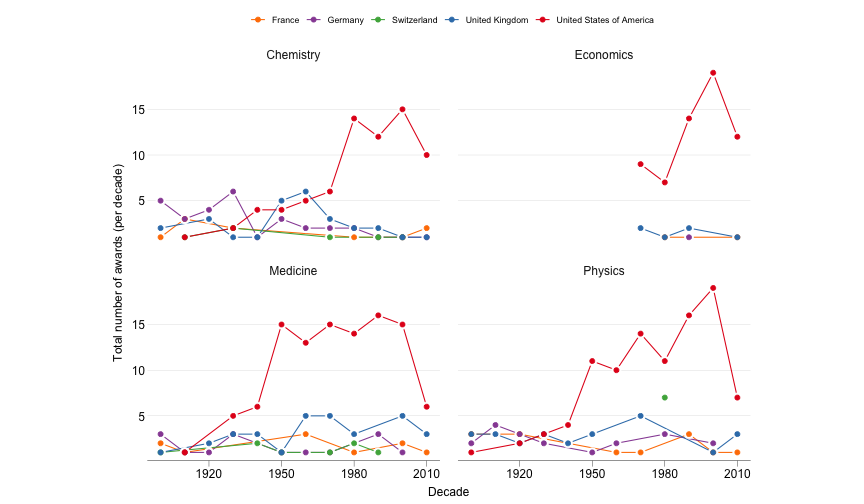 France Germany Switzerland United Kingdom United States of America
Chemistry Economics
15
10
5
Medicine Physics
15
10
5
1920 1950 1980 2010 1920 1950 1980 2010
Decade
Total number of awards (per decade)